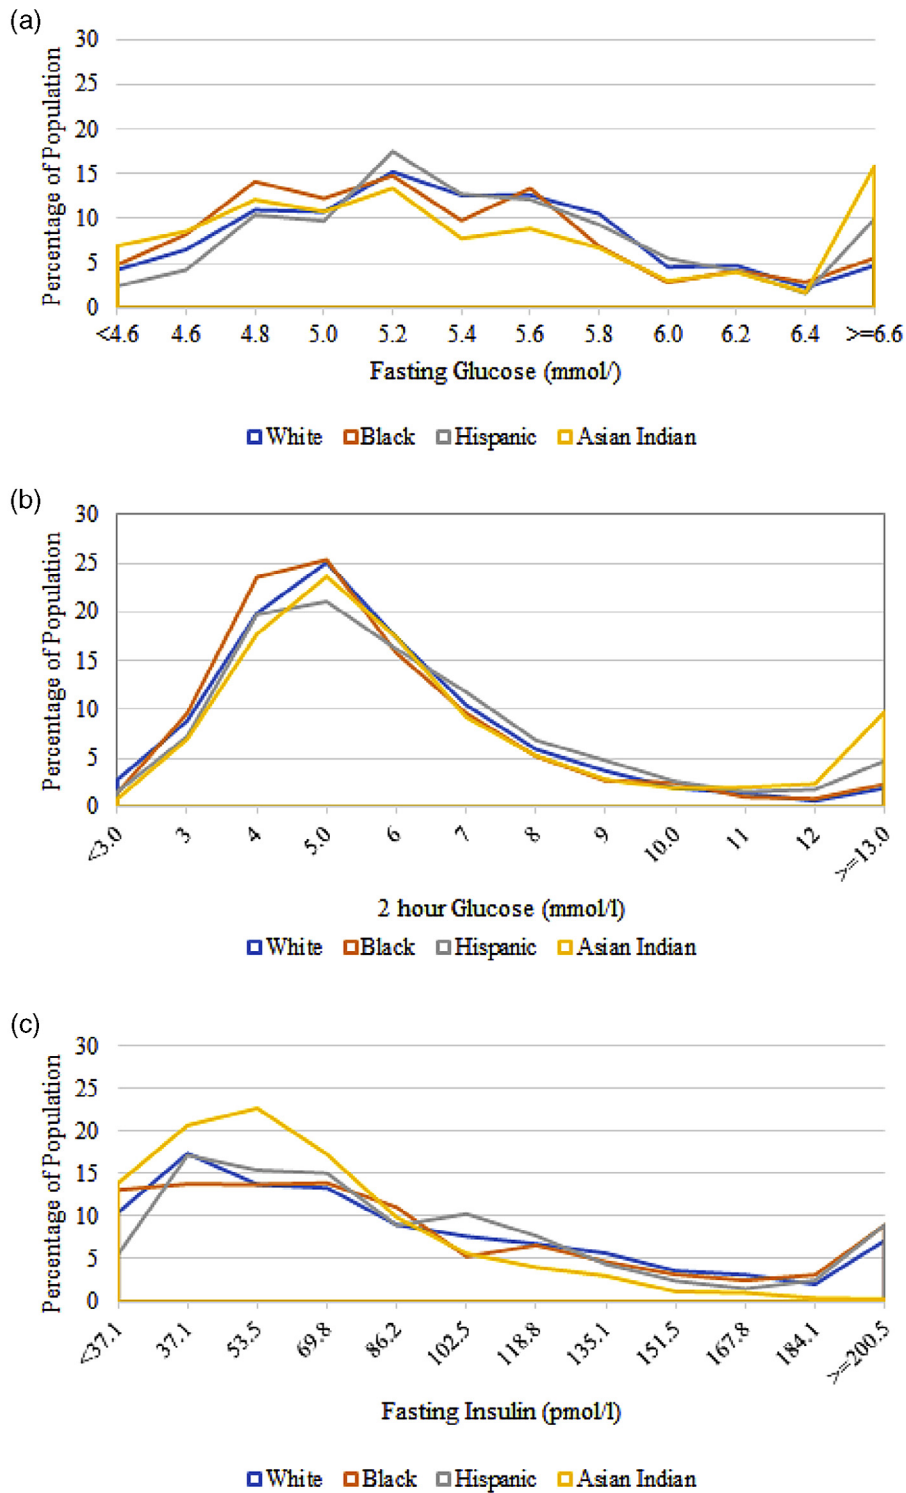 (a)
Percentage of Population
30
25
20
15
10
5
0
<4.6 4.6 4.8 5.0 5.2 5.4 5.6 5.8 6.0 6.2 6.4 >=6.6
Fasting Glucose (mmol/)
White Black Hispanic Asian Indian
(b)
Percentage of Population
30
25
20
15
10
5
0
<3.0 3 4 5.0 6 7 8 9 10.0 11 12 >=13.0
2 hour Glucose (mmol/l)
White Black Hispanic Asian Indian
(c)
Percentage of Population
30
25
20
15
10
5
0
<37.1 37.1 53.5 69.8 86.2 102.5 118.8 135.1 151.5 167.8 184.1 >=200.5
Fasting Insulin (pmol/l)
White Black Hispanic Asian Indian